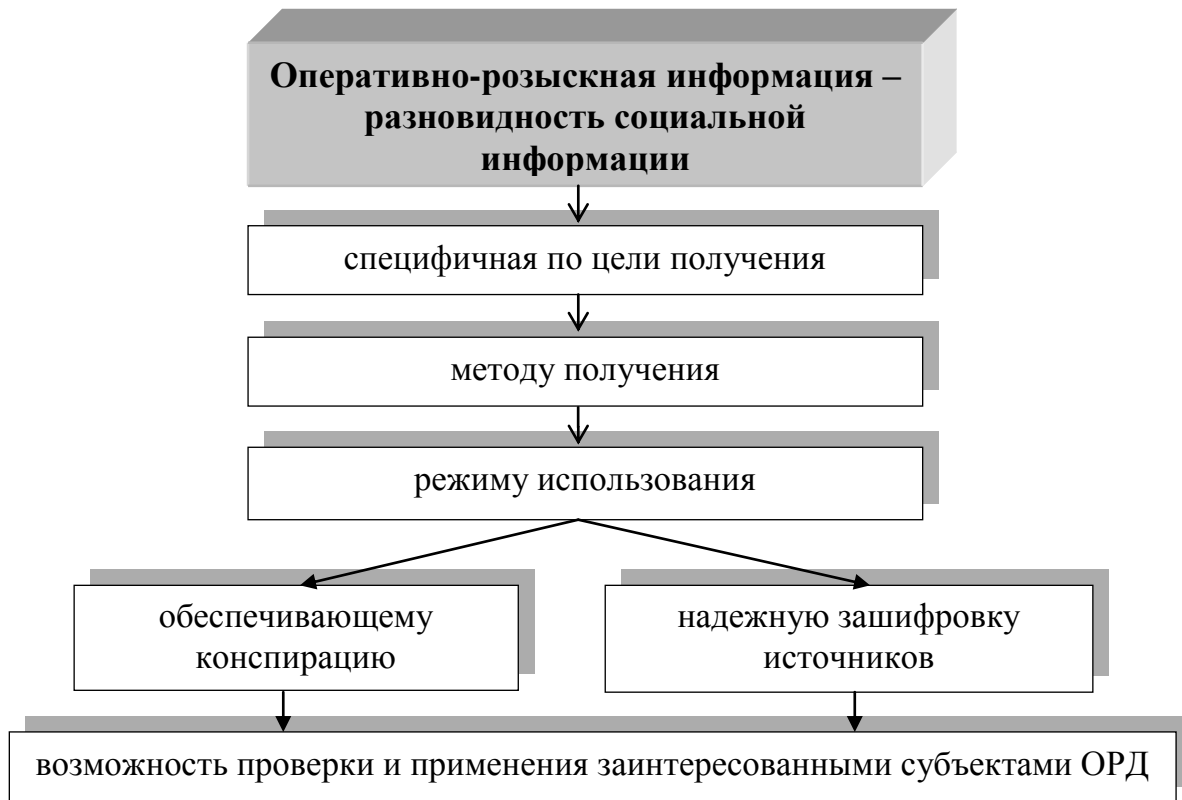 Оперативно-розыскная информация –
разновидность социальной
информации
специфичная по цели получения
методу получения
режиму использования
обеспечивающему
конспирацию
надежную зашифровку
источников
возможность проверки и применения заинтересованными субъектами ОРД